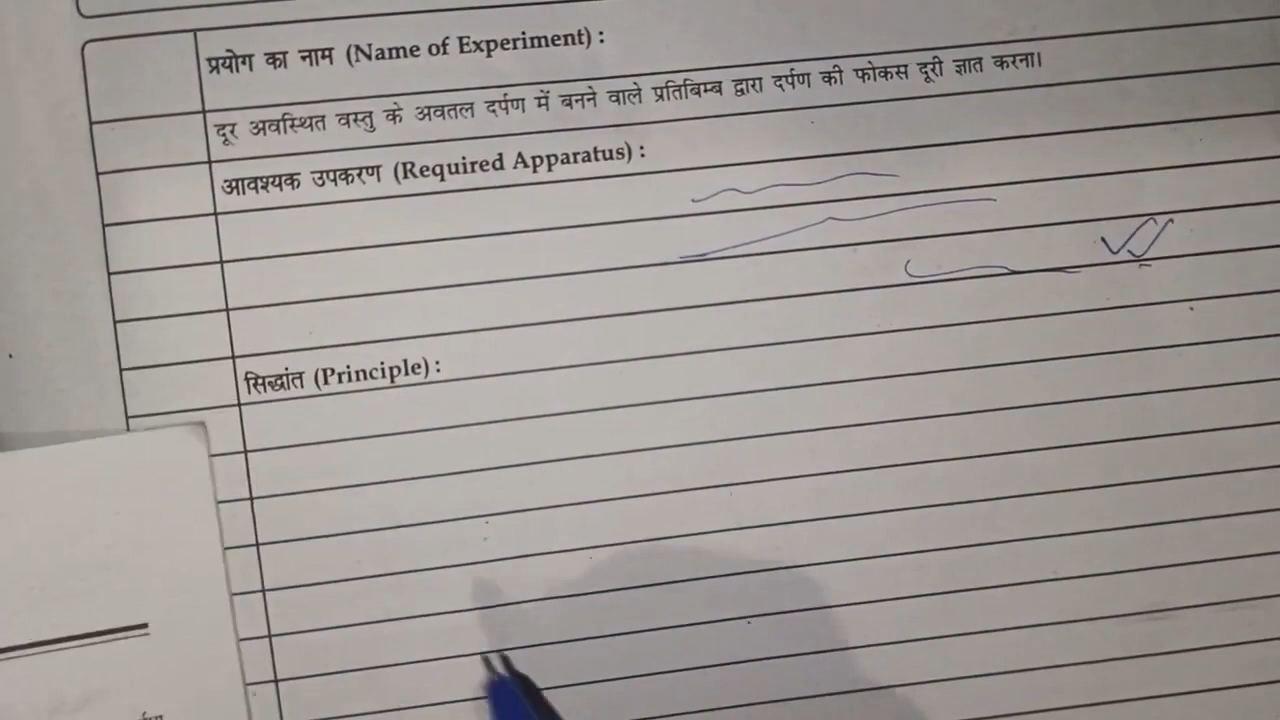 प्रयोग का नाम (Name of Experiment) :
दूर अवस्थित वस्तु के अवतल दर्पण में बनने वाले प्रतिबिम्ब द्वारा दर्पण की फोकस दूरी ज्ञात करना।
आवश्यक उपकरण (Required Apparatus) :
सिद्धांत (Principle) :